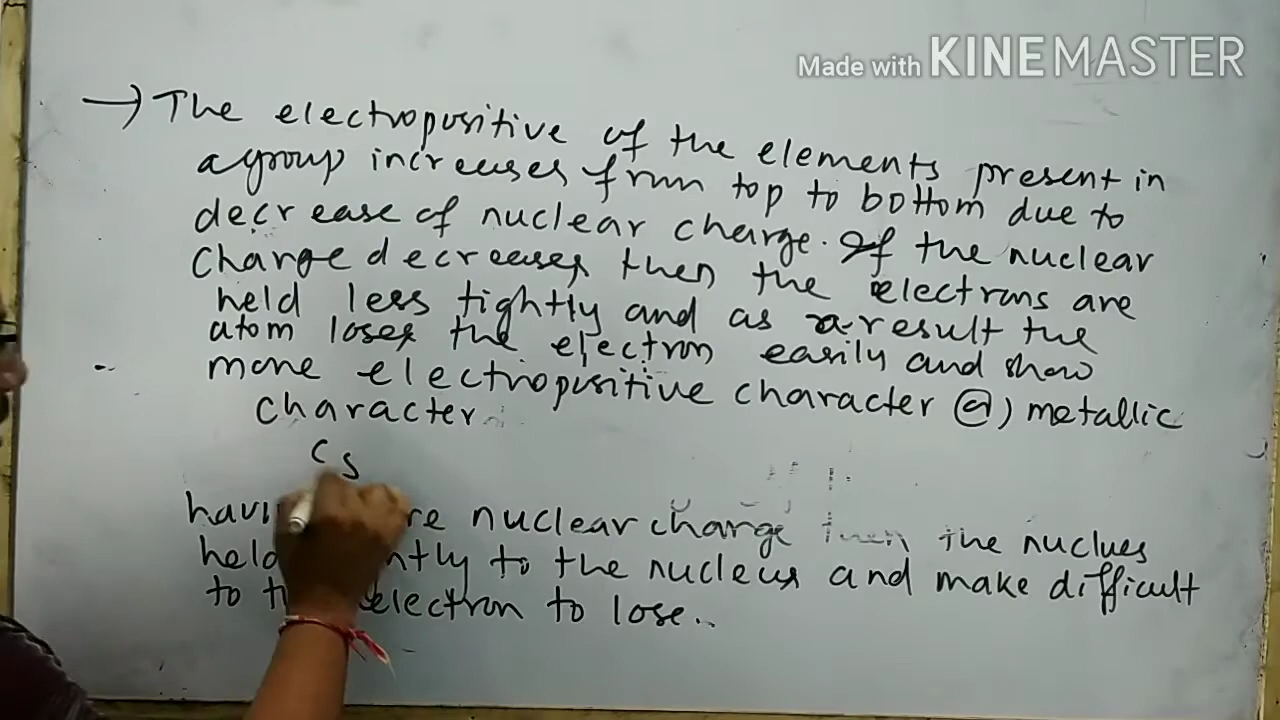 Made with KINEMASTER
→ The electropositive of the elements present in
a group increases from top to bottom due to
decrease of nuclear charge. If the nuclear
charge decreases then the electrons are
held less tightly and as a result the
atom loses the electron easily and show
more electropositive character (or) metallic
character
Cs
nuclear charge then the nuclues
held to the nucleus and make difficult
to electron to lose..